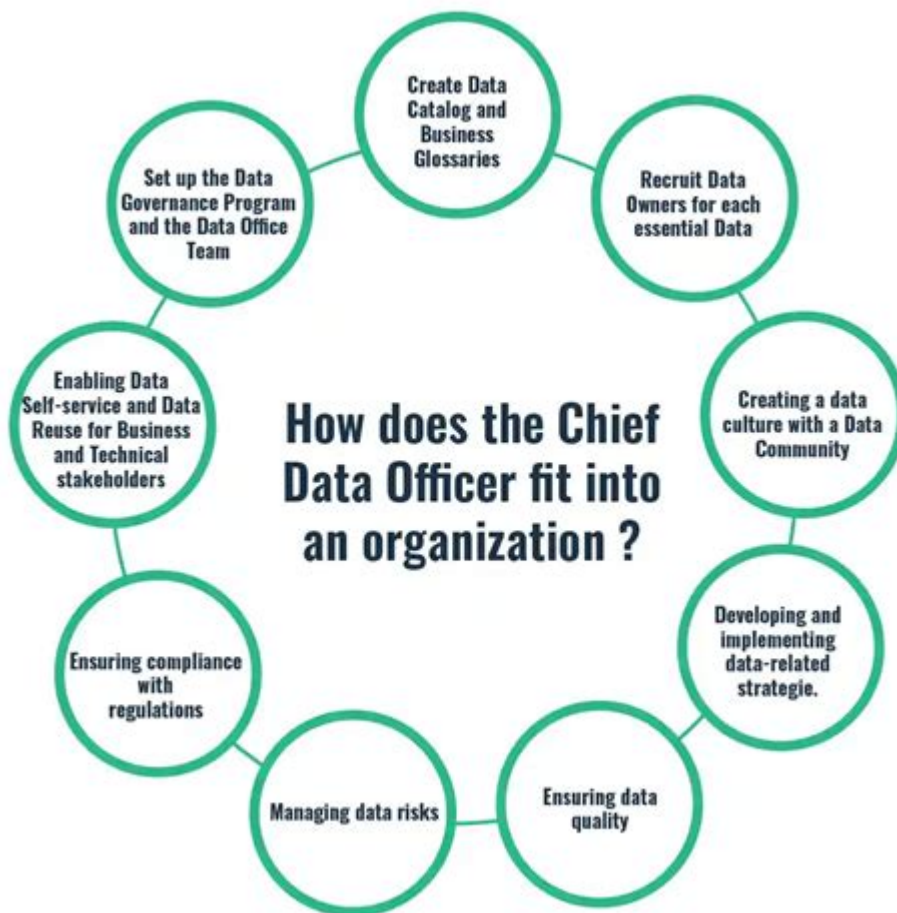 Create Data
Catalog and
Business
Glossaries
Recruit Data
Owners for each
essential Data
Creating a data
culture with a Data
Community
Developing and
implementing
data-related
strategie.
Ensuring data
quality
Managing data risks
Ensuring compliance
with
regulations
Enabling Data
Self-service and Data
Reuse for Business
and Technical
stakeholders
Set up the Data
Governance Program
and the Data Office
Team
How does the Chief
Data Officer fit into
an organization ?